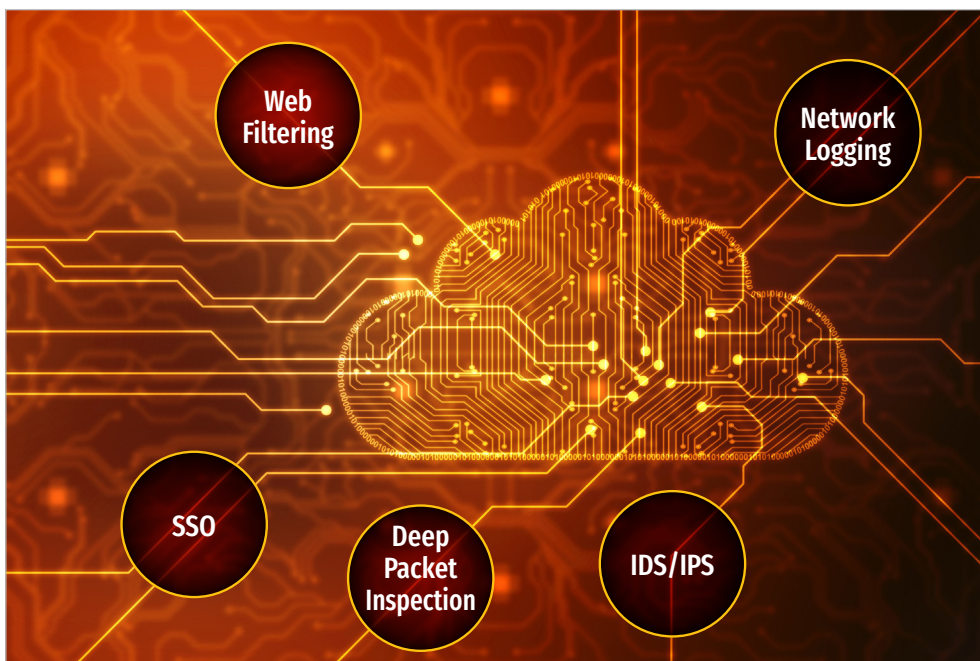 Web
Filtering
Network
Logging
SSO
Deep
Packet
Inspection
IDS/IPS